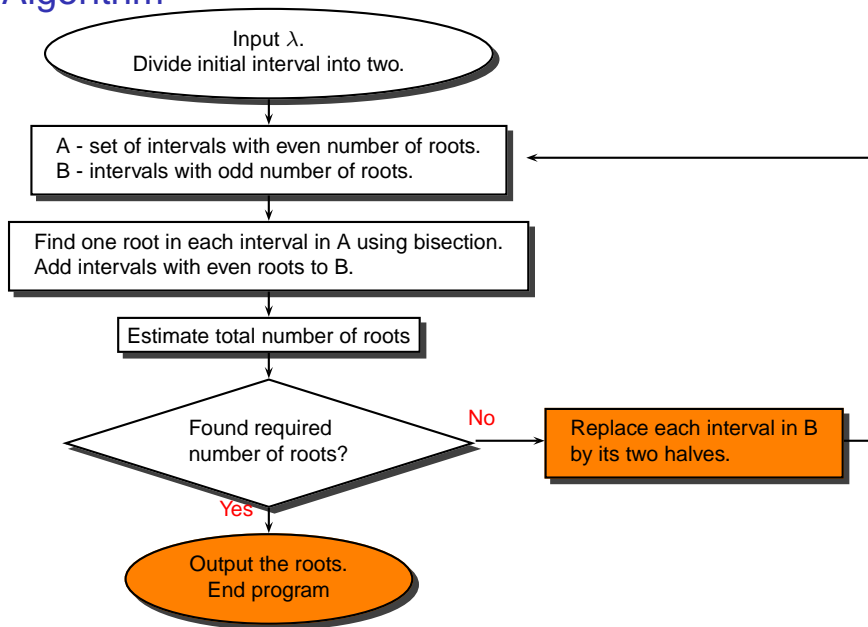 Algorithm
Input λ.
Divide initial interval into two.
A - set of intervals with even number of roots.
B - intervals with odd number of roots.
Find one root in each interval in A using bisection.
Add intervals with even roots to B.
Estimate total number of roots
Found required
number of roots?
No
Replace each interval in B
by its two halves.
Yes
Output the roots.
End program